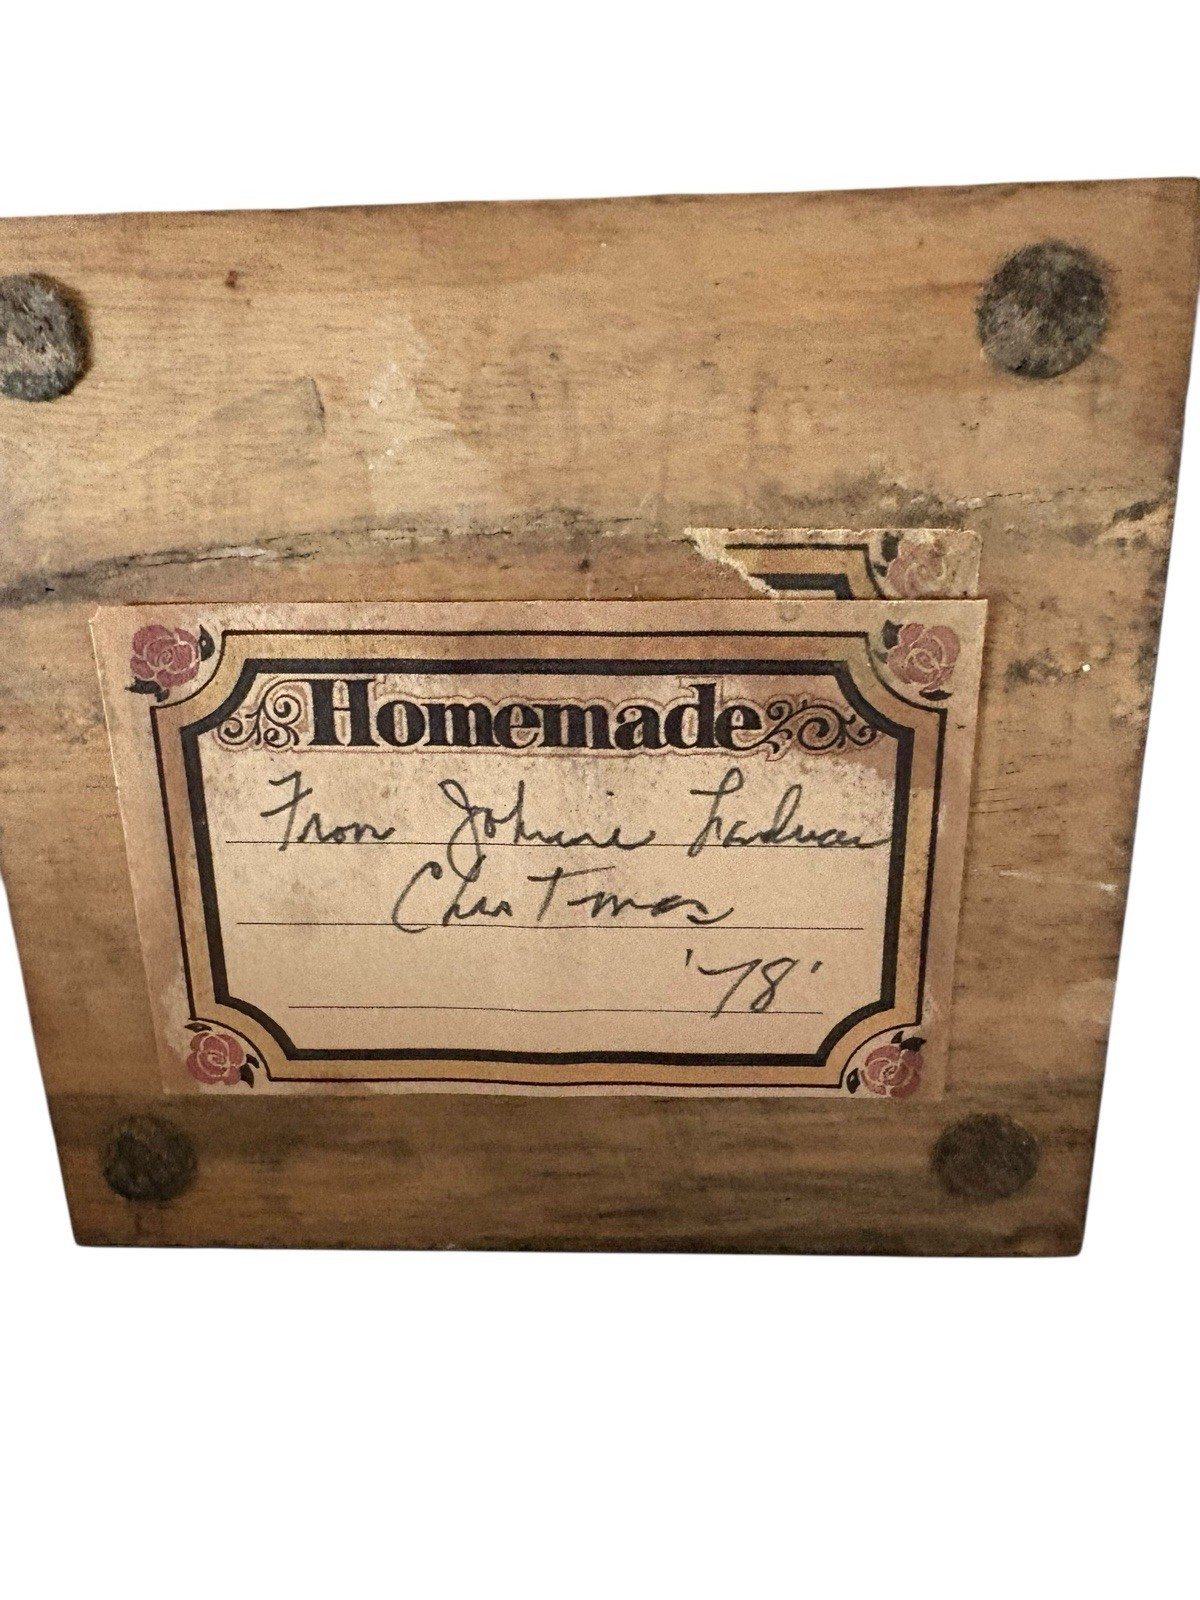 Homemade
From Johnnie
Christmas
'78'